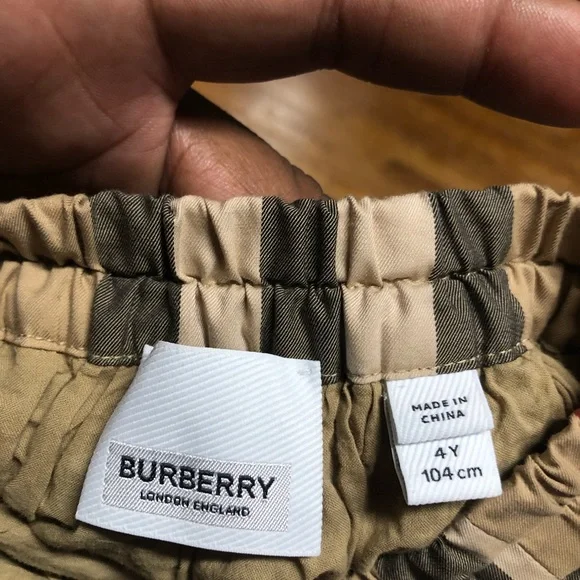 BURBERRY
LONDON ENGLAND
MADE IN
CHINA
4Y
104 cm